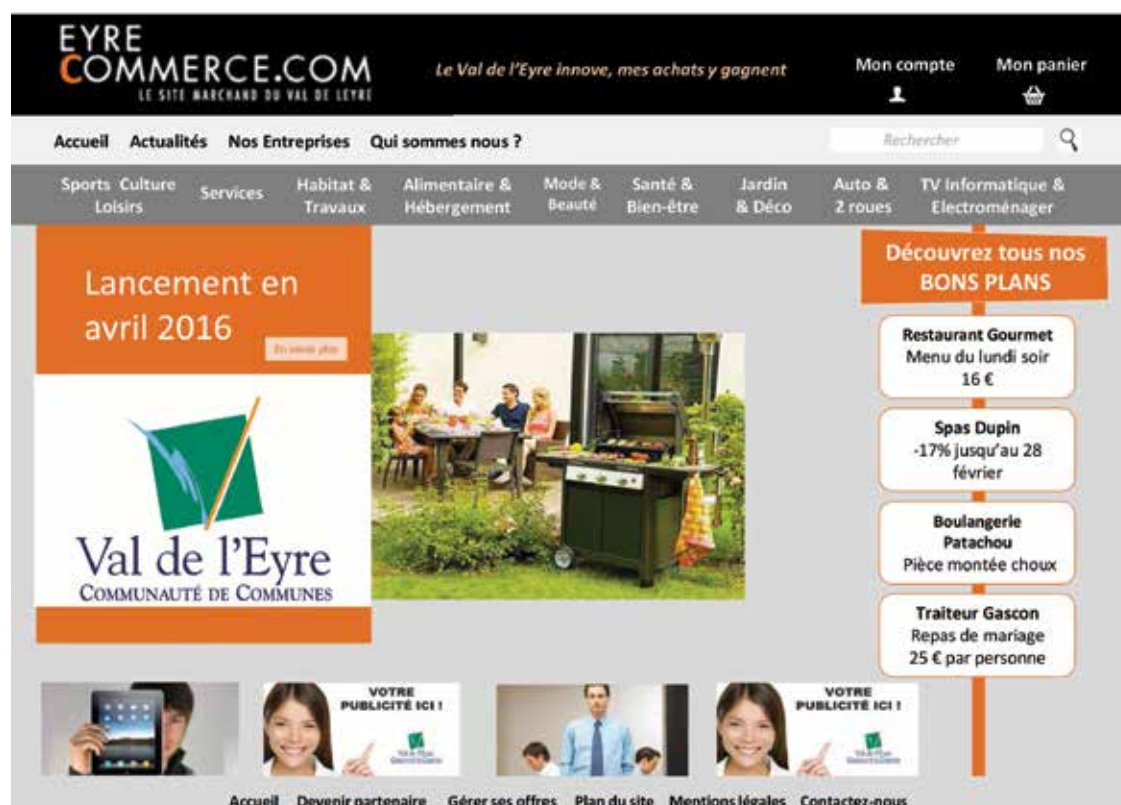 EYRE
COMMERCE.COM
LE SITE MARCHAND DU VAL DE LEYRE
Le Val de l'Eyre innove, mes achats y gagnent
Mon compte
Mon panier
Accueil Actualités Nos Entreprises Qui sommes nous ?
Rechercher
Sports Culture
Loisirs
Services
Habitat &
Travaux
Alimentaire &
Hébergement
Mode &
Beauté
Santé &
Bien-être
Jardin
& Déco
Auto &
2 roues
TV Informatique &
Electroménager
Lancement en
avril 2016
En savoir plus
Val de l'Eyre
COMMUNAUTÉ DE COMMUNES
Découvrez tous nos
BONS PLANS
Restaurant Gourmet
Menu du lundi soir
16 €
Spas Dupin
-17% jusqu'au 28
février
Boulangerie
Patachou
Pièce montée choux
Traiteur Gascon
Repas de mariage
25 € par personne
VOTRE
PUBLICITÉ ICI !
Val de l'Eyre
VOTRE
PUBLICITÉ ICI !
Val de l'Eyre
Accueil Devenir partenaire Gérer ses offres Plan du site Mentions légales Contactez-nous